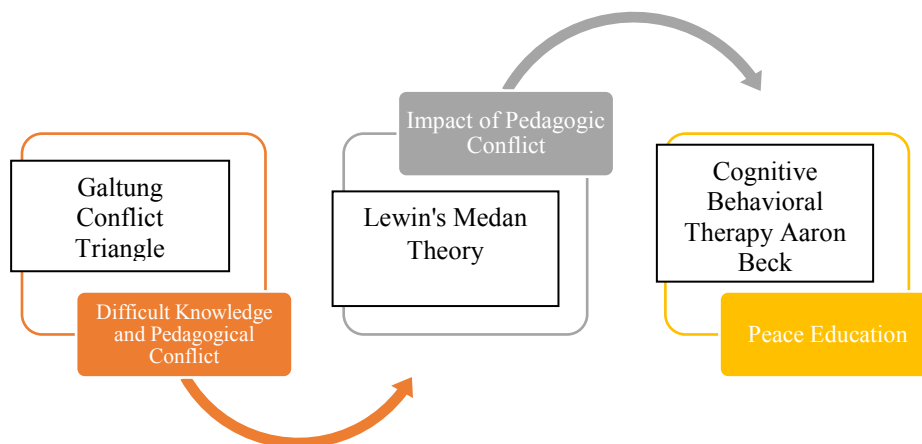 Galtung
Conflict
Triangle
Difficult Knowledge
and Pedagogical
Conflict
Impact of Pedagogic
Conflict
Lewin's Medan
Theory
Cognitive
Behavioral
Therapy Aaron
Beck
Peace Education